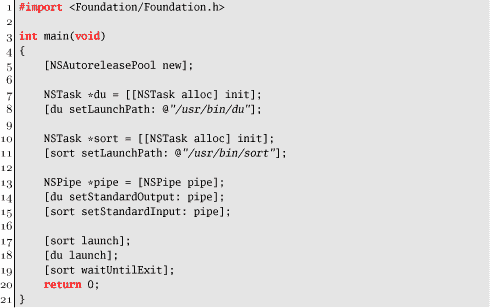 1 #import <Foundation/Foundation.h>
2
3 int main(void)
4 {
5     [NSAutoreleasePool new];
6
7     NSTask *du = [[NSTask alloc] init];
8     [du setLaunchPath: @"/usr/bin/du"];
9
10     NSTask *sort = [[NSTask alloc] init];
11     [sort setLaunchPath: @"/usr/bin/sort"];
12
13     NSPipe *pipe = [NSPipe pipe];
14     [du setStandardOutput: pipe];
15     [sort setStandardInput: pipe];
16
17     [sort launch];
18     [du launch];
19     [sort waitUntilExit];
20     return 0;
21 }